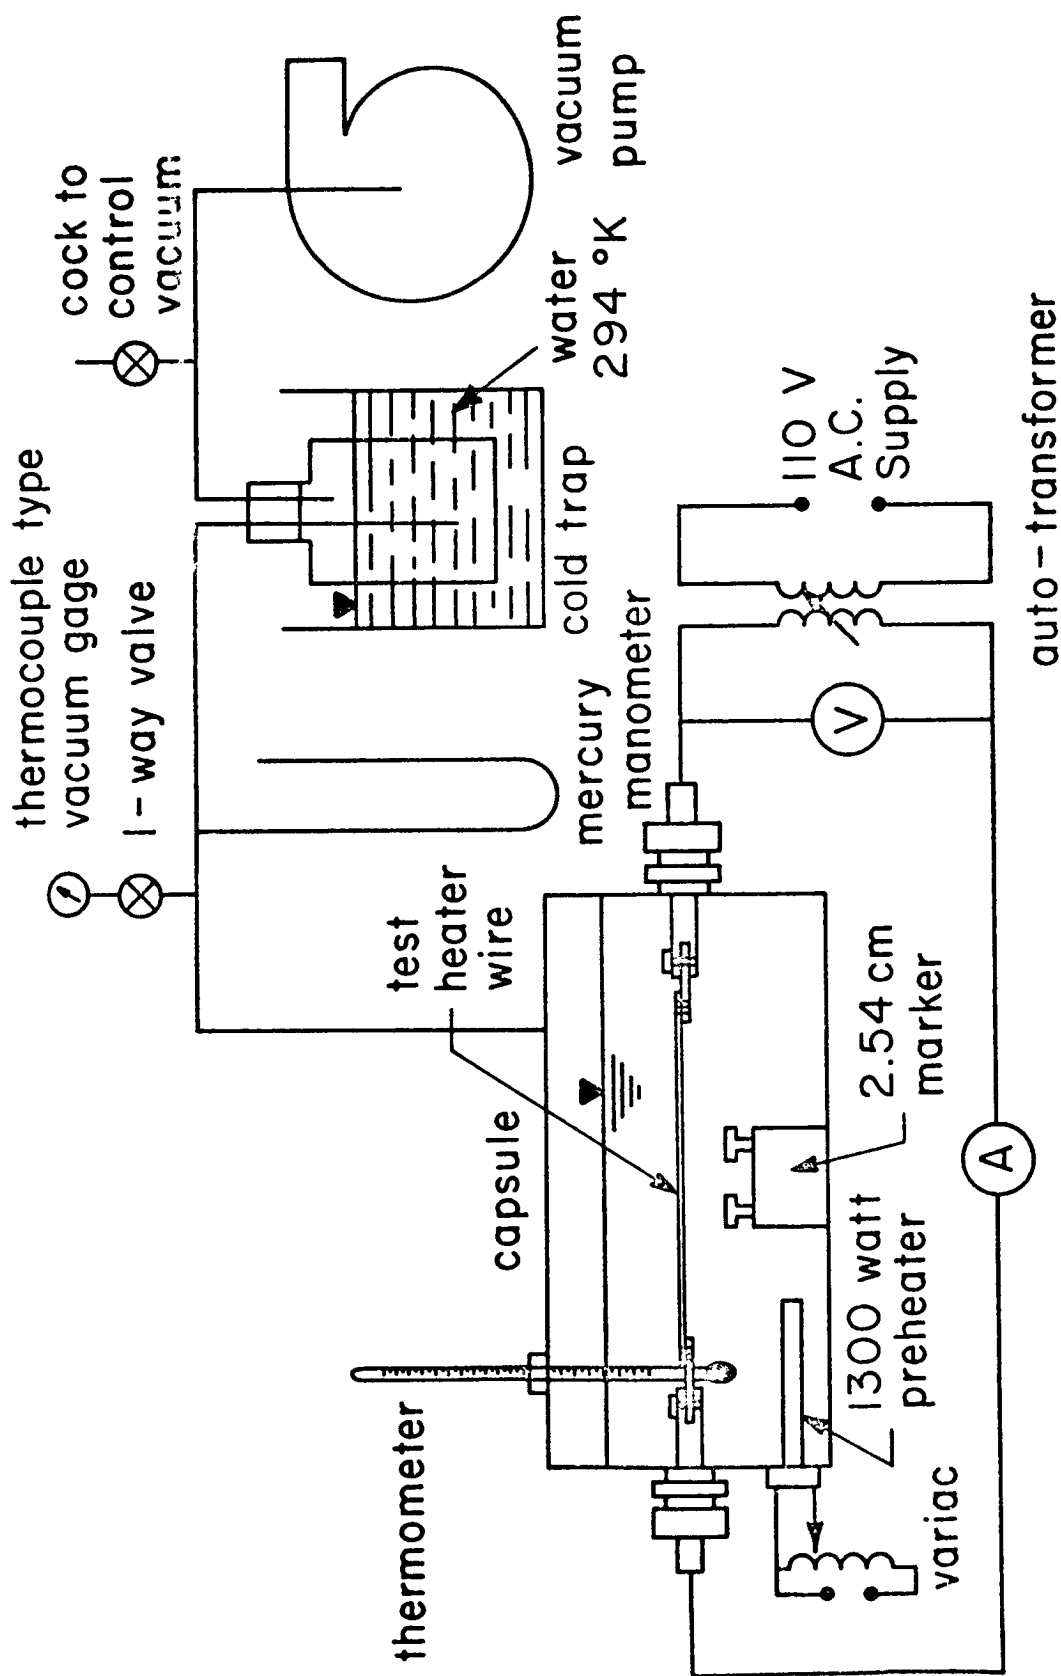 thermocouple type
vacuum gage
1-way valve
cock to
control
vacuum
vacuum
pump
water
294 °K
cold trap
mercury
manometer
test
heater
wire
capsule
thermometer
2.54 cm
marker
1300 watt
preheater
variac
110 V
A.C.
Supply
V
A
auto-transformer